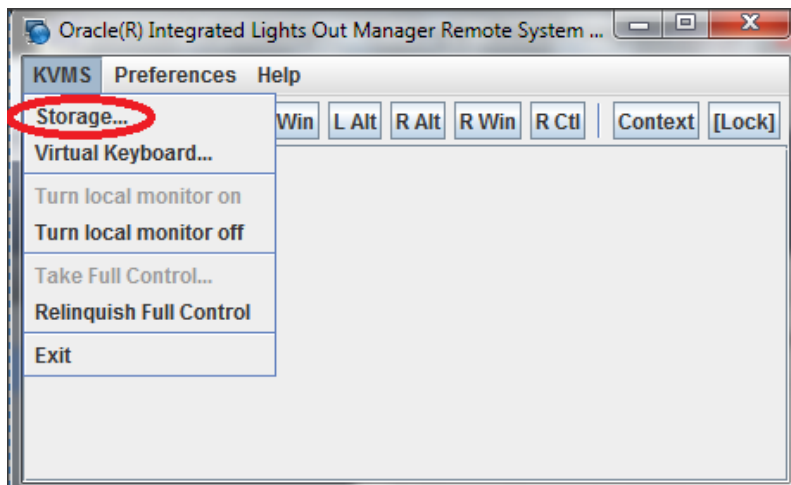 Oracle(R) Integrated Lights Out Manager Remote System ...
KVMS Preferences Help
Storage...
Win L Alt R Alt R Win R Ctl Context [Lock]
Virtual Keyboard...
Turn local monitor on
Turn local monitor off
Take Full Control...
Relinquish Full Control
Exit